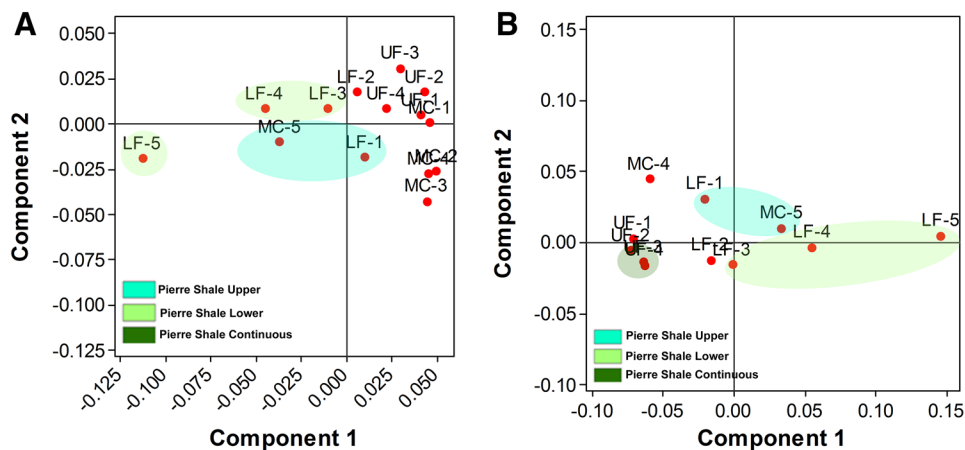 A
0.050
0.025
0.000
-0.025
-0.050
-0.075
-0.100
-0.125
Component 2
UF-3
LF-2
UF-2
LF-4
LF-3
UF-4
UF-1
MC-1
MC-5
LF-5
LF-1
MC-2
MC-4
MC-3
Pierre Shale Upper
Pierre Shale Lower
Pierre Shale Continuous
-0.125
-0.100
-0.075
-0.050
-0.025
0.000
0.025
0.050
Component 1
B
0.15
0.10
0.05
0.00
-0.05
-0.10
Component 2
MC-4
LF-1
MC-5
LF-5
UF-1
LF-4
UF-2
LF-2
LF-3
UF-4
Pierre Shale Upper
Pierre Shale Lower
Pierre Shale Continuous
-0.10
-0.05
0.00
0.05
0.10
0.15
Component 1